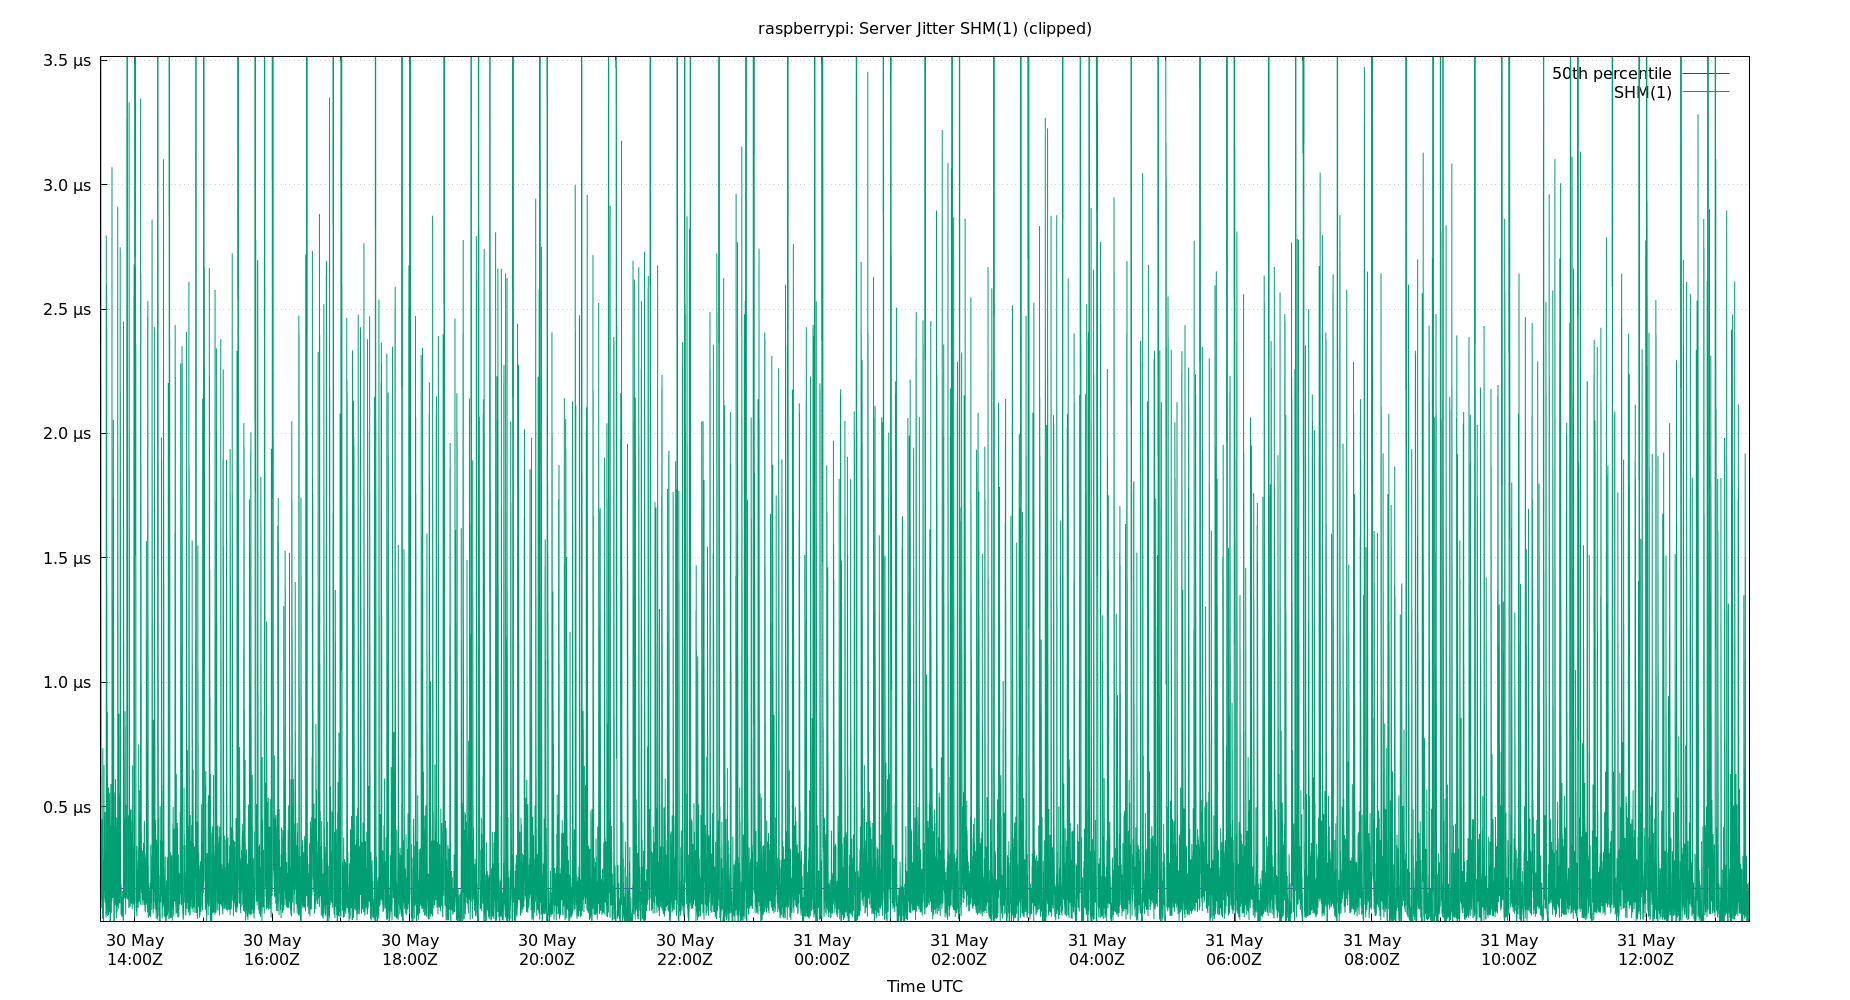 raspberrypi: Server Jitter SHM(1) (clipped)
3.5 µs
3.0 µs
2.5 µs
2.0 µs
1.5 µs
1.0 µs
0.5 µs
50th percentile
SHM(1)
30 May 30 May 30 May 30 May 30 May 31 May 31 May 31 May 31 May 31 May 31 May 31 May
14:00Z 16:00Z 18:00Z 20:00Z 22:00Z 00:00Z 02:00Z 04:00Z 06:00Z 08:00Z 10:00Z 12:00Z
Time UTC